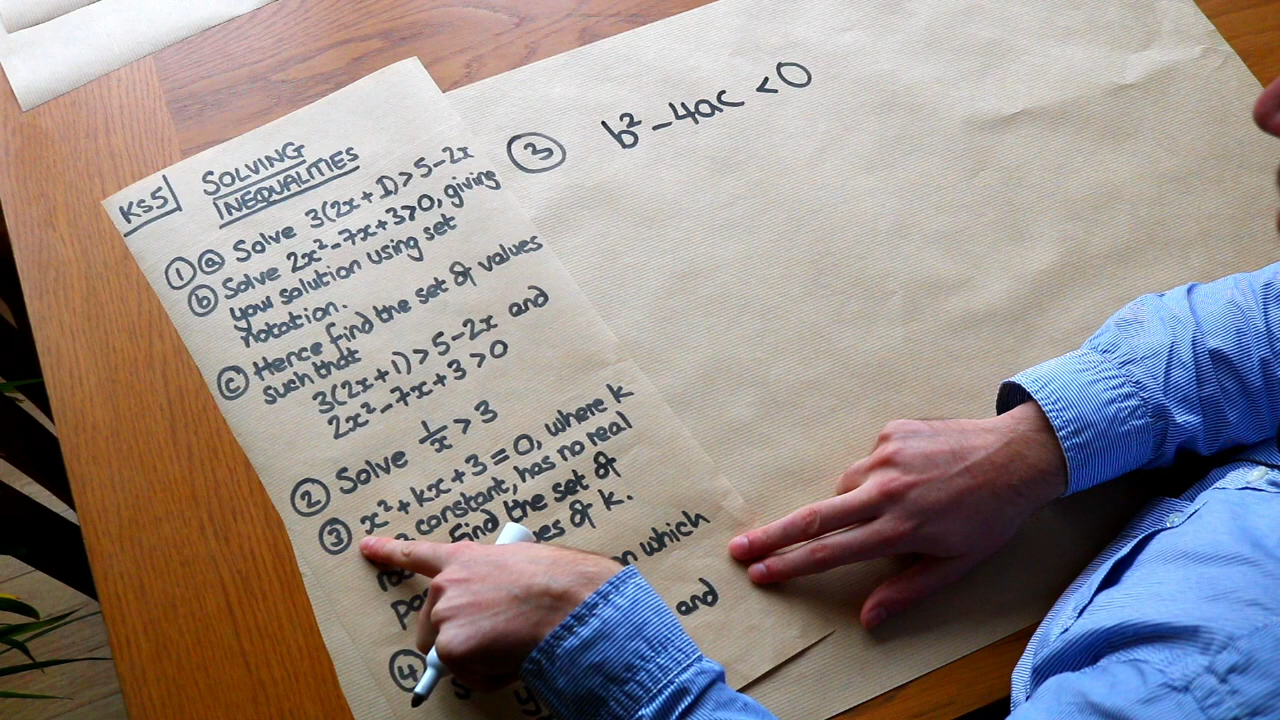 KS5 SOLVING
INEQUALITIES
① ⓐ Solve 3(2x+1)>5-2x
ⓑ Solve 2x²-7x+3>0, giving
your solution using set
notation.
ⓒ Hence find the set of values
such that
3(2x+1)>5-2x and
2x²-7x+3>0
② Solve 1/x > 3
③ x²+kx+3=0, where k
constant, has no real
Find the set of
of k.
④
which
and
③ b²-4ac <0